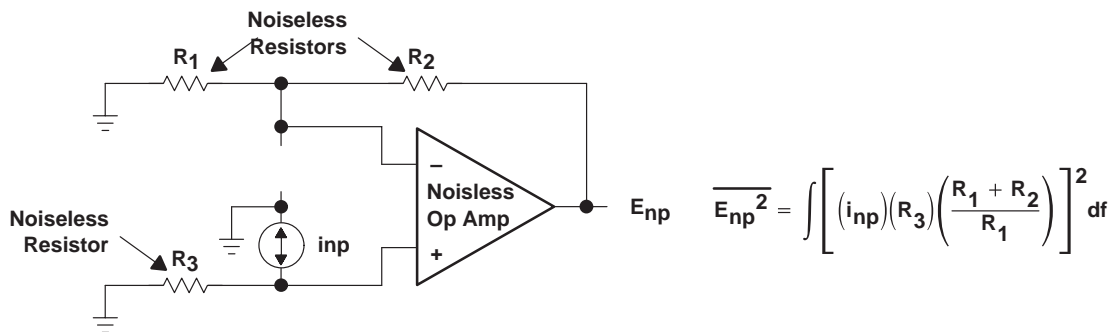 Noiseless
Resistors
R1
R2
−
Noisless
Op Amp
+
Enp
Noiseless
Resistor
R3
inp
Enp² = ∫[(inp)(R3)((R1 + R2)/R1)]² df